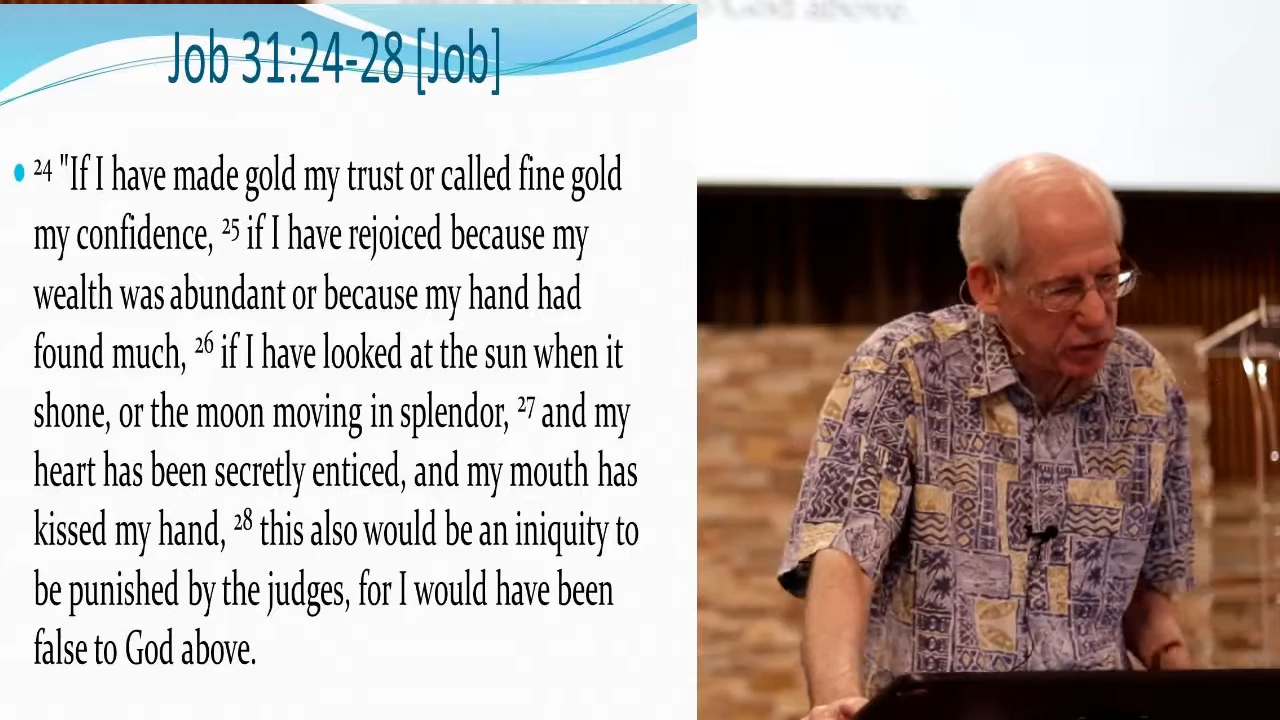 to God above.
Job 31:24-28 [Job]
• ²⁴ "If I have made gold my trust or called fine gold
my confidence, ²⁵ if I have rejoiced because my
wealth was abundant or because my hand had
found much, ²⁶ if I have looked at the sun when it
shone, or the moon moving in splendor, ²⁷ and my
heart has been secretly enticed, and my mouth has
kissed my hand, ²⁸ this also would be an iniquity to
be punished by the judges, for I would have been
false to God above.